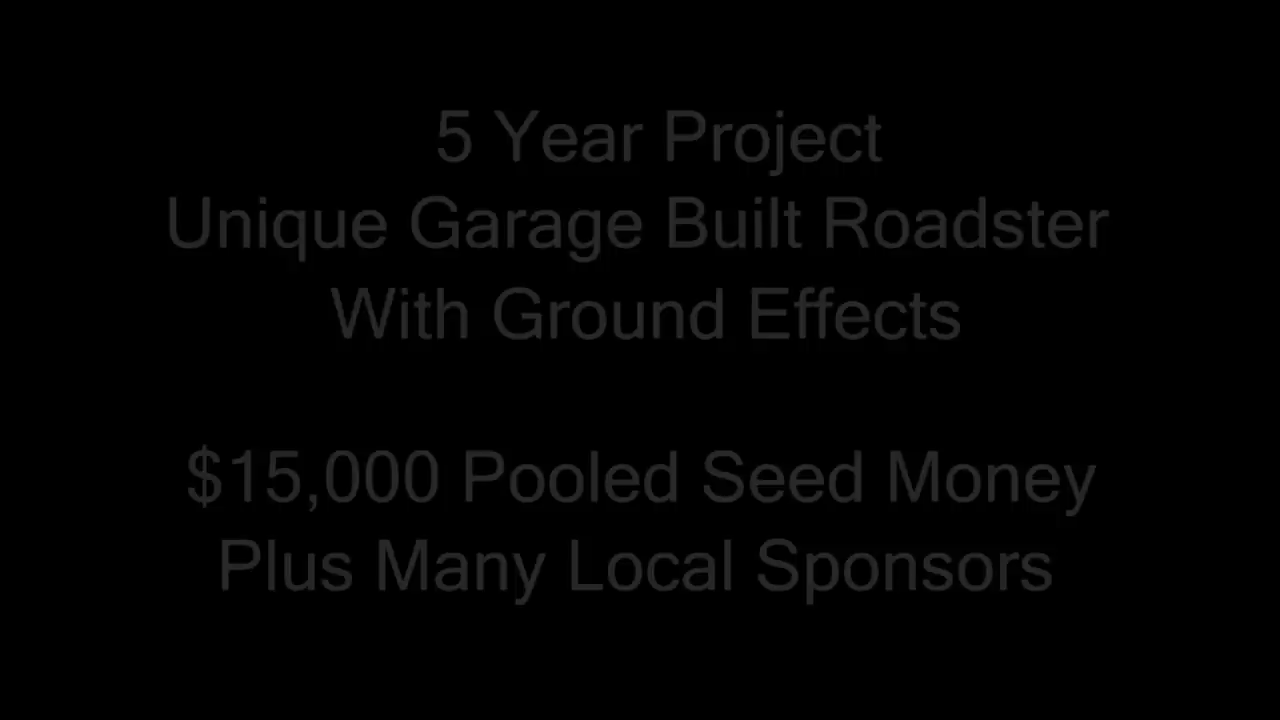 5 Year Project
Unique Garage Built Roadster
With Ground Effects
$15,000 Pooled Seed Money
Plus Many Local Sponsors